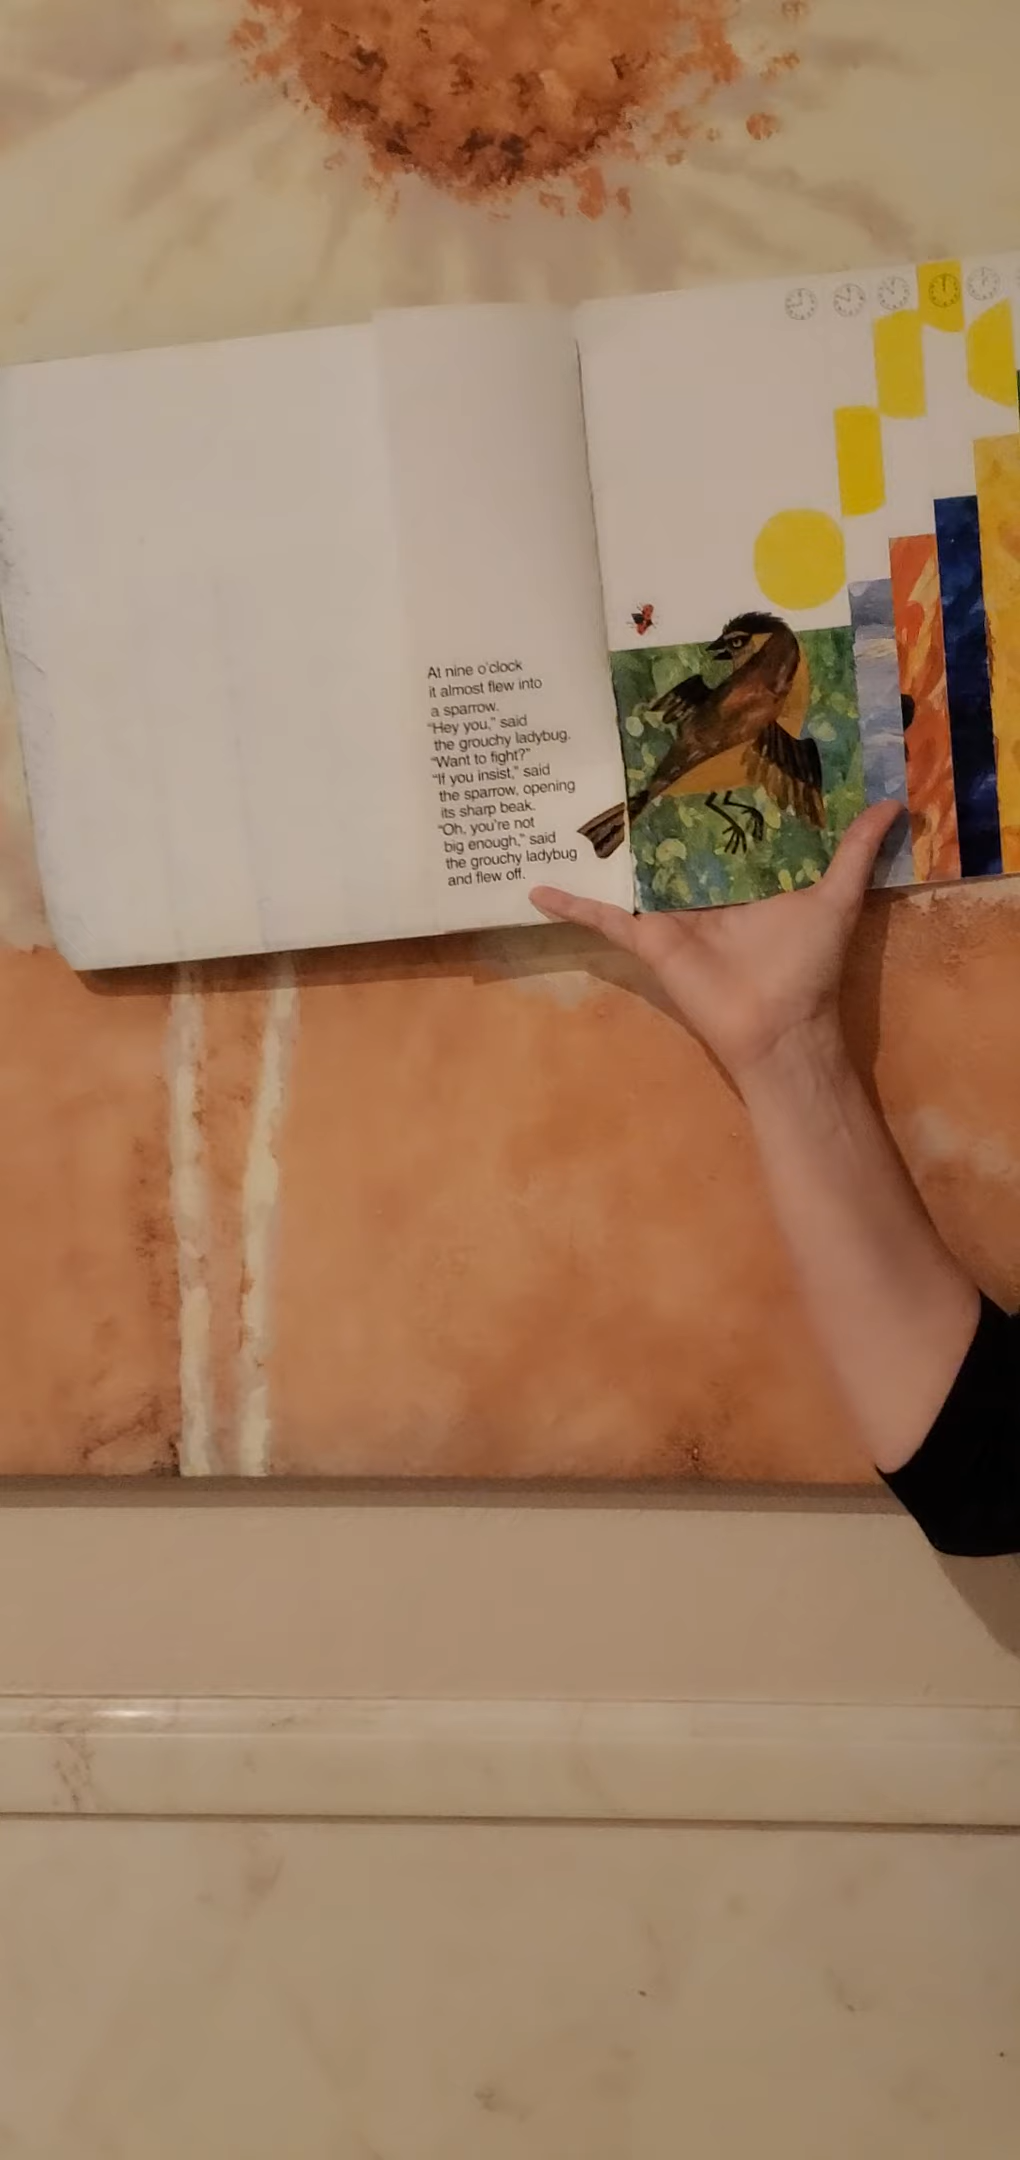 At nine o'clock
it almost flew into
a sparrow.
"Hey you," said
the grouchy ladybug.
"Want to fight?"
"If you insist," said
the sparrow, opening
its sharp beak.
"Oh, you're not
big enough," said
the grouchy ladybug
and flew off.